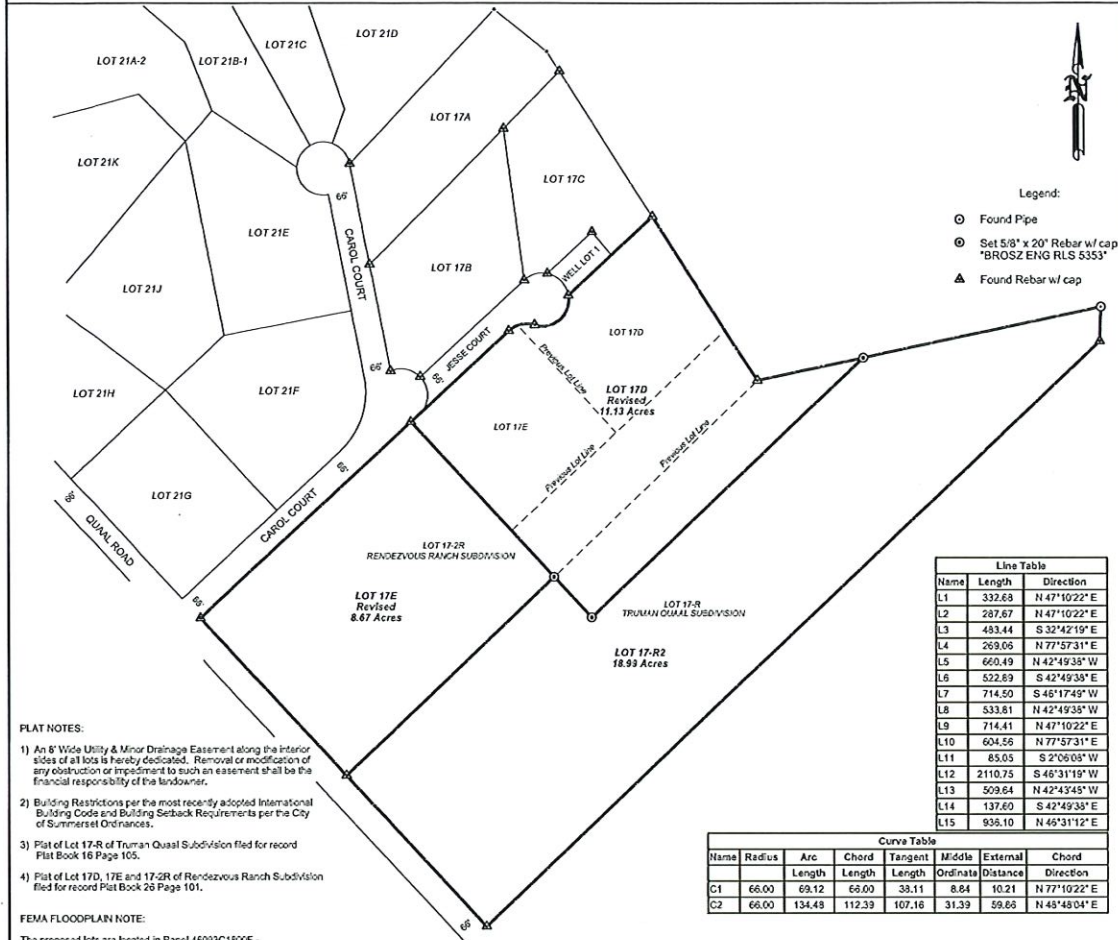 LOT 21A-2
LOT 21B-1
LOT 21C
LOT 21D
LOT 17A
LOT 21K
LOT 17C
LOT 21E
66'
CAROL COURT
LOT 17B
WELL LOT 1
LOT 21J
JESSE COURT
66'
66'
LOT 17D
Previous Lot Line
LOT 17D
Revised
11.13 Acres
LOT 21H
LOT 21F
LOT 17E
Previous Lot Line
Previous Lot Line
LOT 21G
66'
QUAAL ROAD
66'
CAROL COURT
66'
LOT 17-2R
RENDEZVOUS RANCH SUBDIVISION
LOT 17E
Revised
8.67 Acres
LOT 17-R
TRUMAN QUAAL SUBDIVISION
LOT 17-R2
18.99 Acres
66'
N
Legend:
Found Pipe
Set 5/8" x 20" Rebar w/ cap
"BROSZ ENG RLS 5353"
Found Rebar w/ cap
Line Table
Name Length Direction
L1 332.68 N 47°10'22" E
L2 287.67 N 47°10'22" E
L3 483.44 S 32°42'19" E
L4 269.06 N 77°57'31" E
L5 660.49 N 42°49'38" W
L6 522.89 S 42°49'38" E
L7 714.50 S 46°17'49" W
L8 533.81 N 42°49'38" W
L9 714.41 N 47°10'22" E
L10 604.56 N 77°57'31" E
L11 85.05 S 2°06'08" W
L12 2110.75 S 46°31'19" W
L13 509.64 N 42°43'45" W
L14 137.60 S 42°49'38" E
L15 936.10 N 46°31'12" E
Curve Table
Name Radius Arc Length Chord Length Tangent Length Middle Ordinate External Distance Chord Direction
C1 66.00 69.12 66.00 38.11 8.84 10.21 N 77°10'22" E
C2 66.00 134.48 112.39 107.16 31.39 59.86 N 48°48'04" E
PLAT NOTES:
1) An 8' Wide Utility & Minor Drainage Easement along the interior
sides of all lots is hereby dedicated. Removal or modification of
any obstruction or impediment to such an easement shall be the
financial responsibility of the landowner.
2) Building Restrictions per the most recently adopted International
Building Code and Building Setback Requirements per the City
of Summerset Ordinances.
3) Plat of Lot 17-R of Truman Quaal Subdivision filed for record
Plat Book 16 Page 105.
4) Plat of Lot 17D, 17E and 17-2R of Rendezvous Ranch Subdivision
filed for record Plat Book 26 Page 101.
FEMA FLOODPLAIN NOTE:
The proposed lots are located in Panel